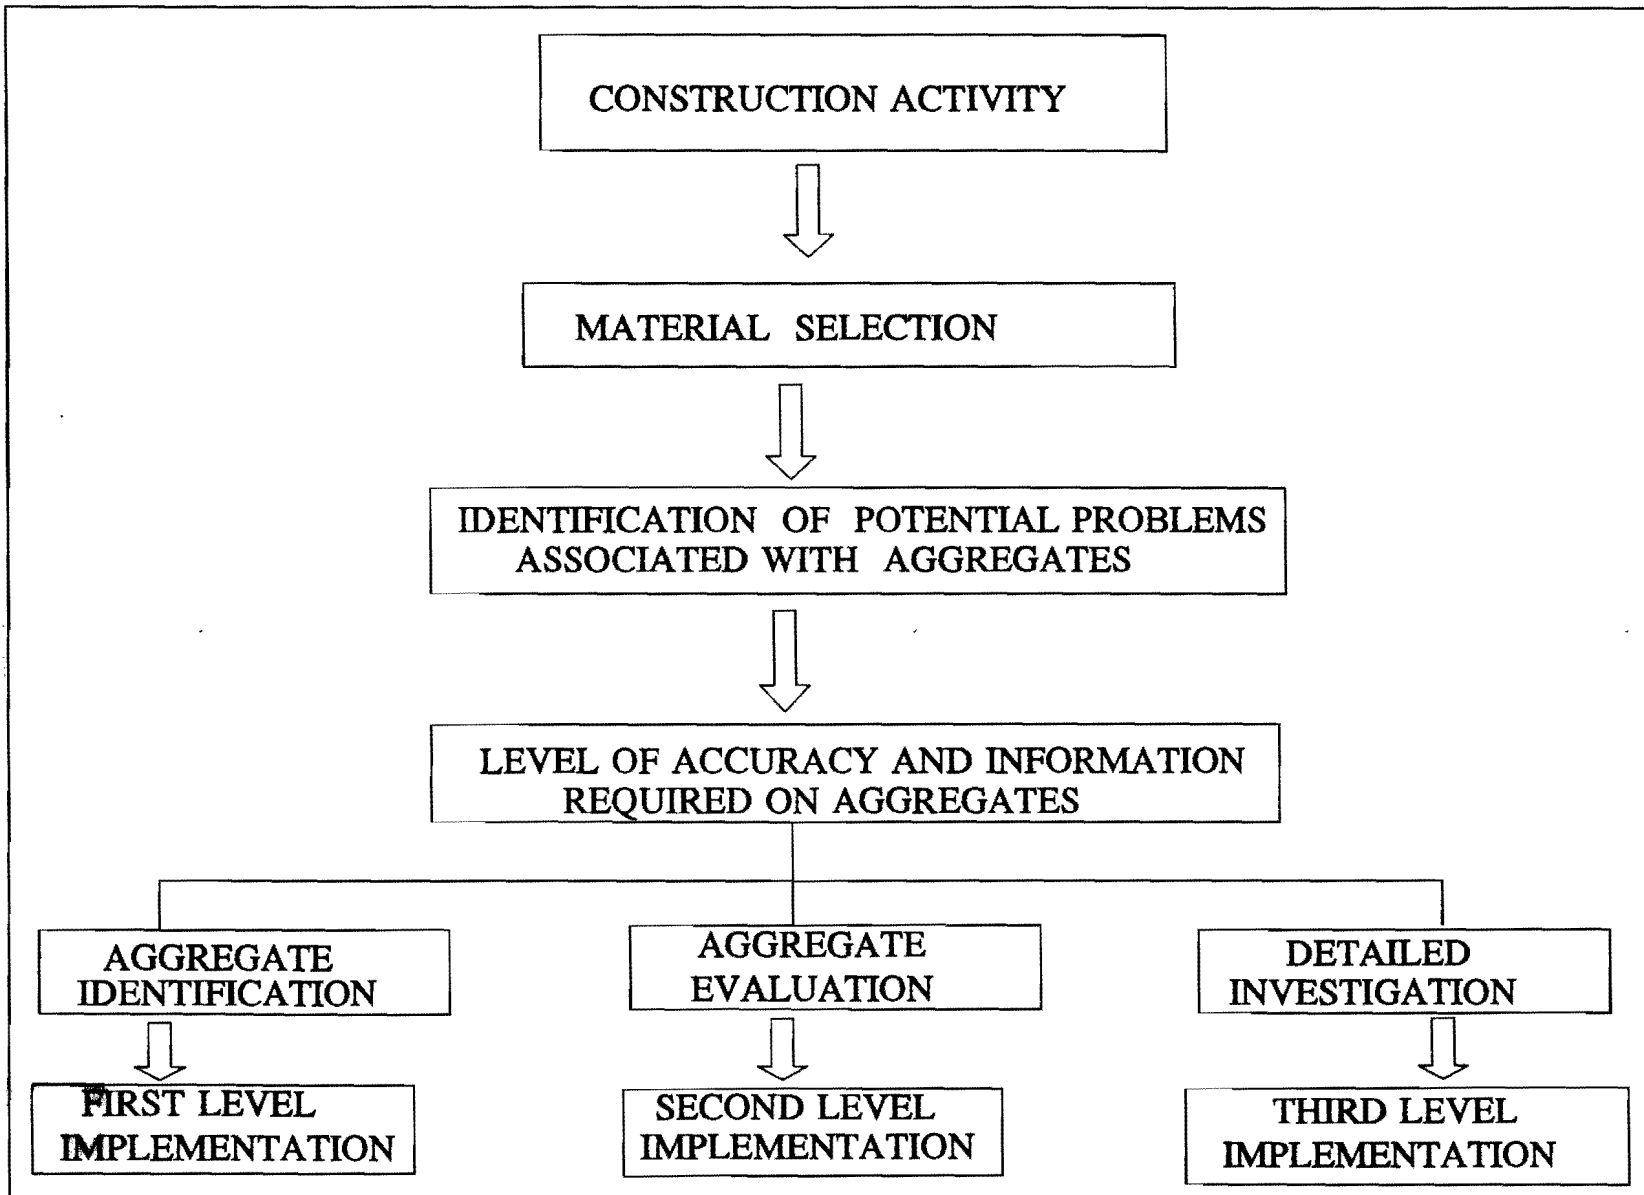 CONSTRUCTION ACTIVITY
MATERIAL SELECTION
IDENTIFICATION OF POTENTIAL PROBLEMS
ASSOCIATED WITH AGGREGATES
LEVEL OF ACCURACY AND INFORMATION
REQUIRED ON AGGREGATES
AGGREGATE
IDENTIFICATION
AGGREGATE
EVALUATION
DETAILED
INVESTIGATION
FIRST LEVEL
IMPLEMENTATION
SECOND LEVEL
IMPLEMENTATION
THIRD LEVEL
IMPLEMENTATION